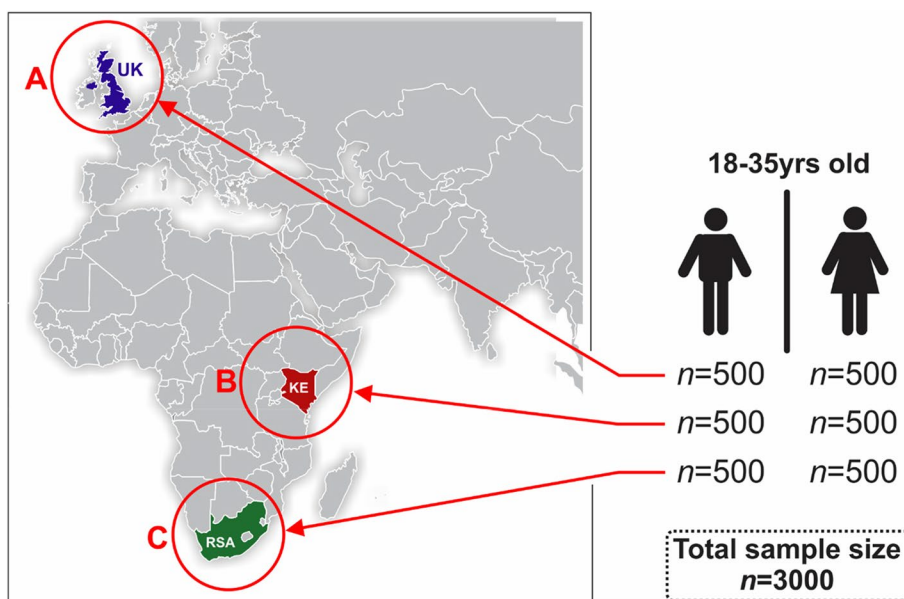 A
UK
B
KE
C
RSA
18-35yrs old
n=500 n=500
n=500 n=500
n=500 n=500
Total sample size
n=3000